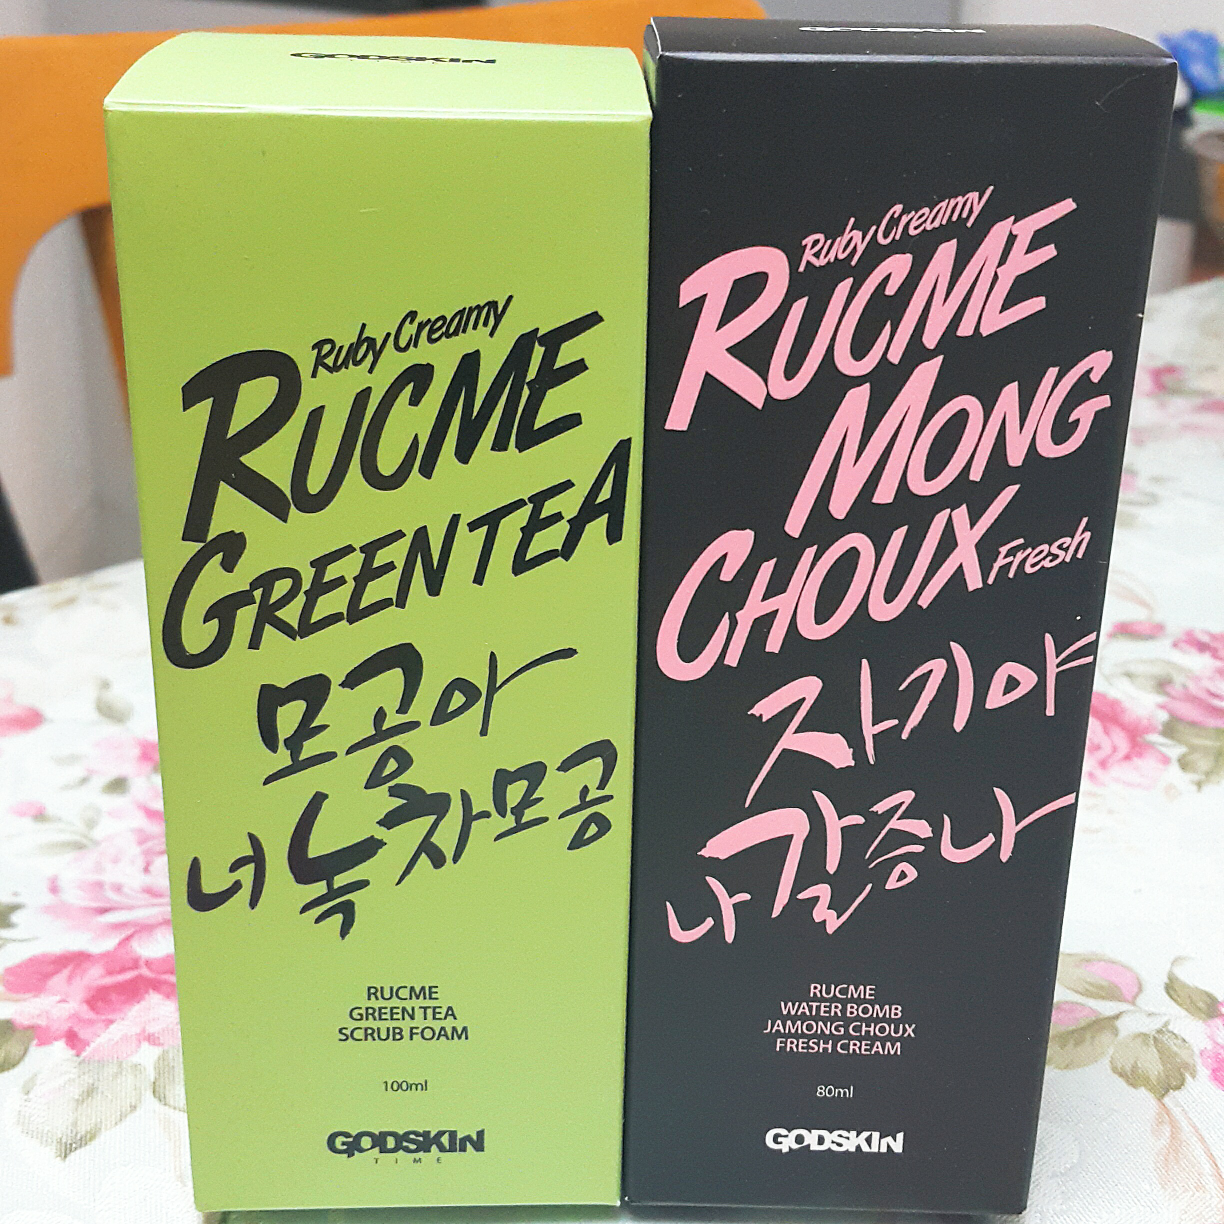 GODSKIN
Ruby Creamy
RUCME
GREEN TEA
모공아
너 녹차모공
RUCME
GREEN TEA
SCRUB FOAM
100ml
GODSKIN
TIME
GODSKIN
Ruby Creamy
RUCME
MONG
CHOUX Fresh
자기야
나 갈증나
RUCME
WATER BOMB
JAMONG CHOUX
FRESH CREAM
80ml
GODSKIN